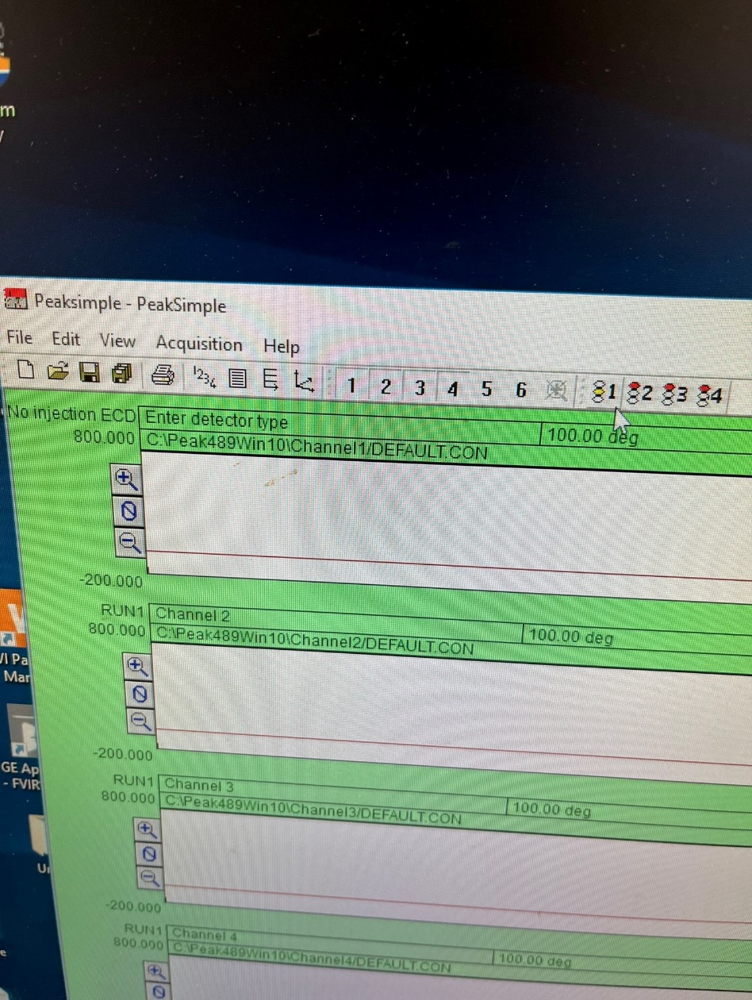 m
Peaksimple - PeakSimple
File Edit View Acquisition Help
1234 1 2 3 4 5 6 1 2 3 4
No injection ECD Enter detector type 100.00 deg
800.000 C:\Peak489Win10\Channel1/DEFAULT.CON
-200.000
RUN1 Channel 2 100.00 deg
800.000 C:\Peak489Win10\Channel2/DEFAULT.CON
-200.000
VI Pa
Mar
RUN1 Channel 3 100.00 deg
800.000 C:\Peak489Win10\Channel3/DEFAULT.CON
GE Ap
- FVIR
-200.000
RUN1 Channel 4 100.00 deg
800.000 C:\Peak489Win10\Channel4/DEFAULT.CON
e